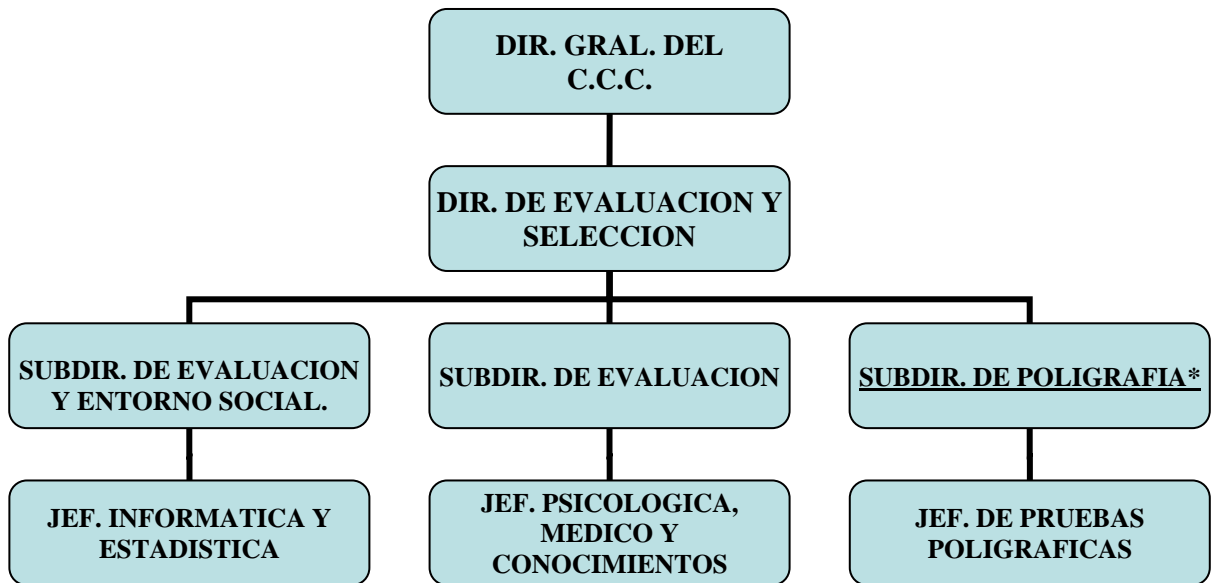 DIR. GRAL. DEL
C.C.C.
DIR. DE EVALUACION Y
SELECCION
SUBDIR. DE EVALUACION
Y ENTORNO SOCIAL.
SUBDIR. DE EVALUACION
SUBDIR. DE POLIGRAFIA*
JEF. INFORMATICA Y
ESTADISTICA
JEF. PSICOLOGICA,
MEDICO Y
CONOCIMIENTOS
JEF. DE PRUEBAS
POLIGRAFICAS